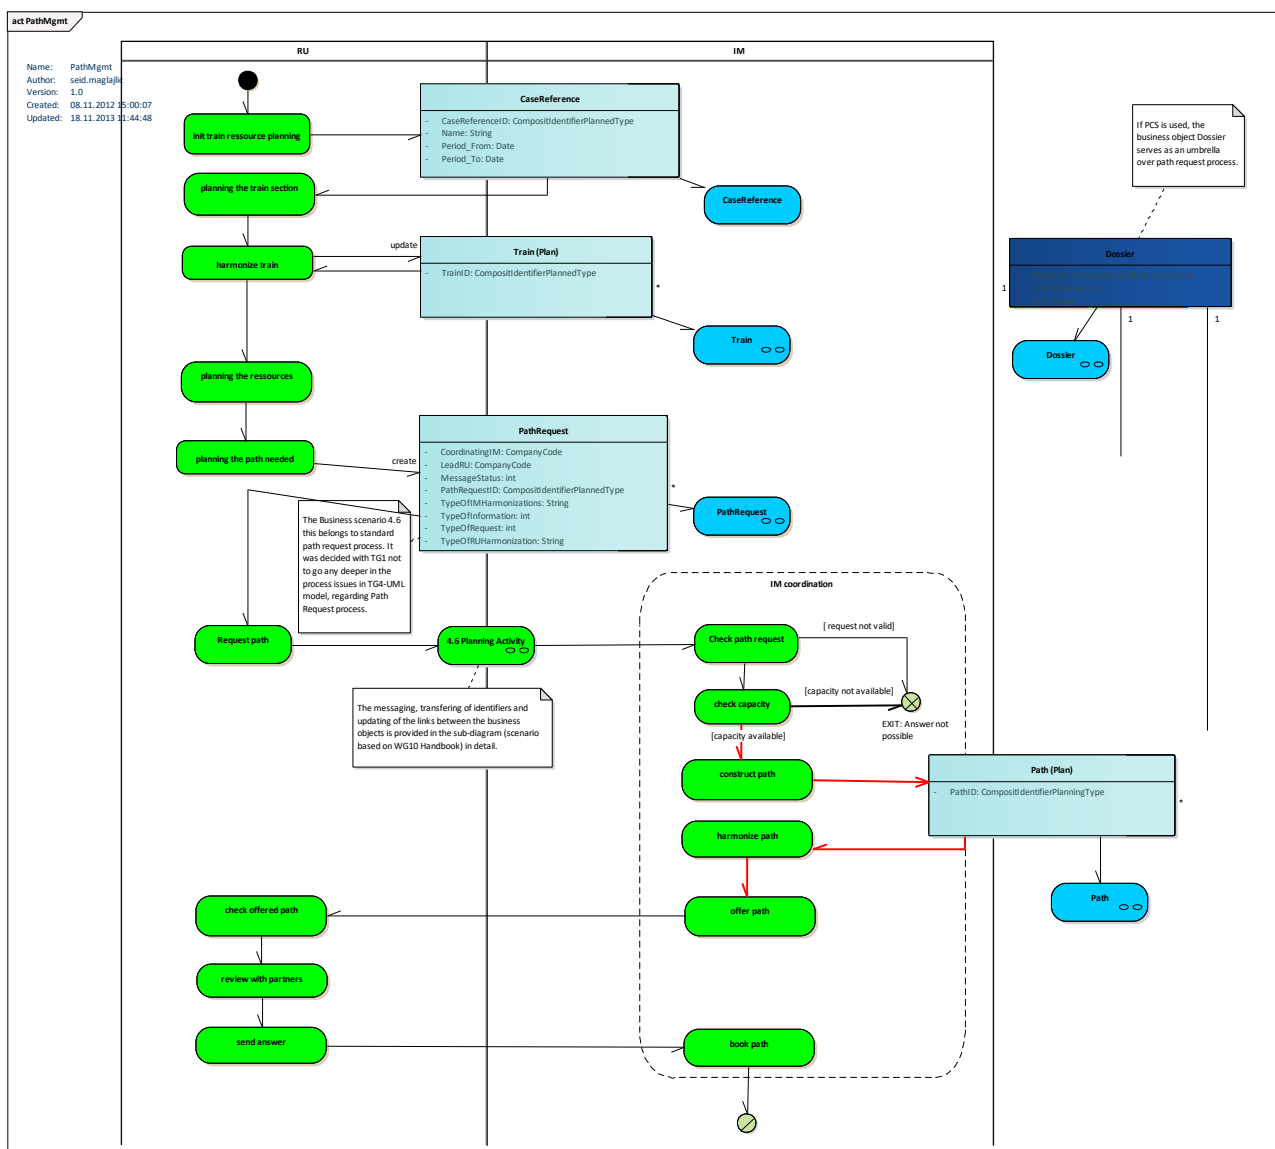 act PathMgmt
RU
IM
Name: PathMgmt
Author: seid.maglajlic
Version: 1.0
Created: 08.11.2012 15:00:07
Updated: 18.11.2013 11:44:48
CaseReference
- CaseReferenceID: CompositIdentifierPlannedType
- Name: String
- Period_From: Date
- Period_To: Date
init train ressource planning
If PCS is used, the
business object Dossier
serves as an umbrella
over path request process.
planning the train section
CaseReference
update
Train (Plan)
- TrainID: CompositIdentifierPlannedType
*
harmonize train
Dossier
1
1
1
Train
Dossier
planning the ressources
PathRequest
- CoordinatingIM: CompanyCode
- LeadRU: CompanyCode
- MessageStatus: int
- PathRequestID: CompositIdentifierPlannedType
- TypeOfIMHarmonizations: String
- TypeOfInformation: int
- TypeOfRequest: int
- TypeOfRUHarmonization: String
*
planning the path needed
create
PathRequest
The Business scenario 4.6
this belongs to standard
path request process. It
was decided with TG1 not
to go any deeper in the
process issues in TG4-UML
model, regarding Path
Request process.
IM coordination
Request path
4.6 Planning Activity
Check path request
[ request not valid]
check capacity
[capacity not available]
The messaging, transfering of identifiers and
updating of the links between the business
objects is provided in the sub-diagram (scenario
based on WG10 Handbook) in detail.
EXIT: Answer not
possible
[capacity available]
construct path
Path (Plan)
- PathID: CompositIdentifierPlanningType
*
harmonize path
Path
check offered path
offer path
review with partners
send answer
book path